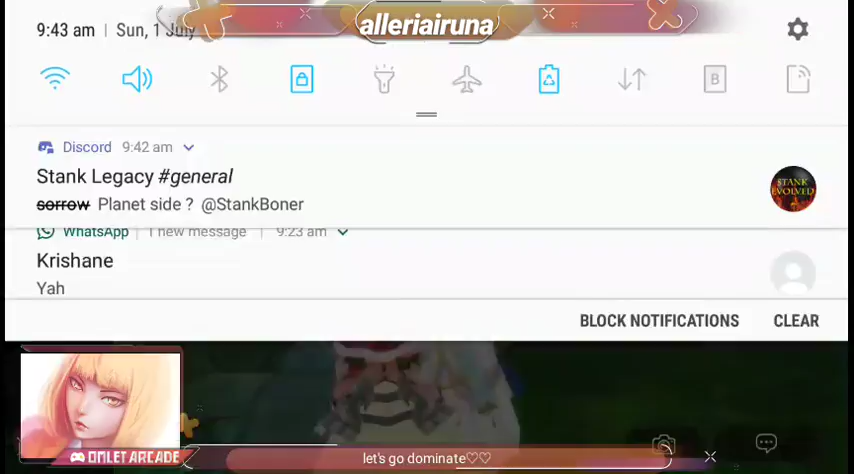 alleriairuna
9:43 am | Sun, 1 July
B
Discord 9:42 am
Stank Legacy #general
sorrow Planet side ? @StankBoner
STANK
EVOLVED
WhatsApp | 1 new message | 9:23 am
Krishane
Yah
BLOCK NOTIFICATIONS CLEAR
OMLET ARCADE
let's go dominate♡♡